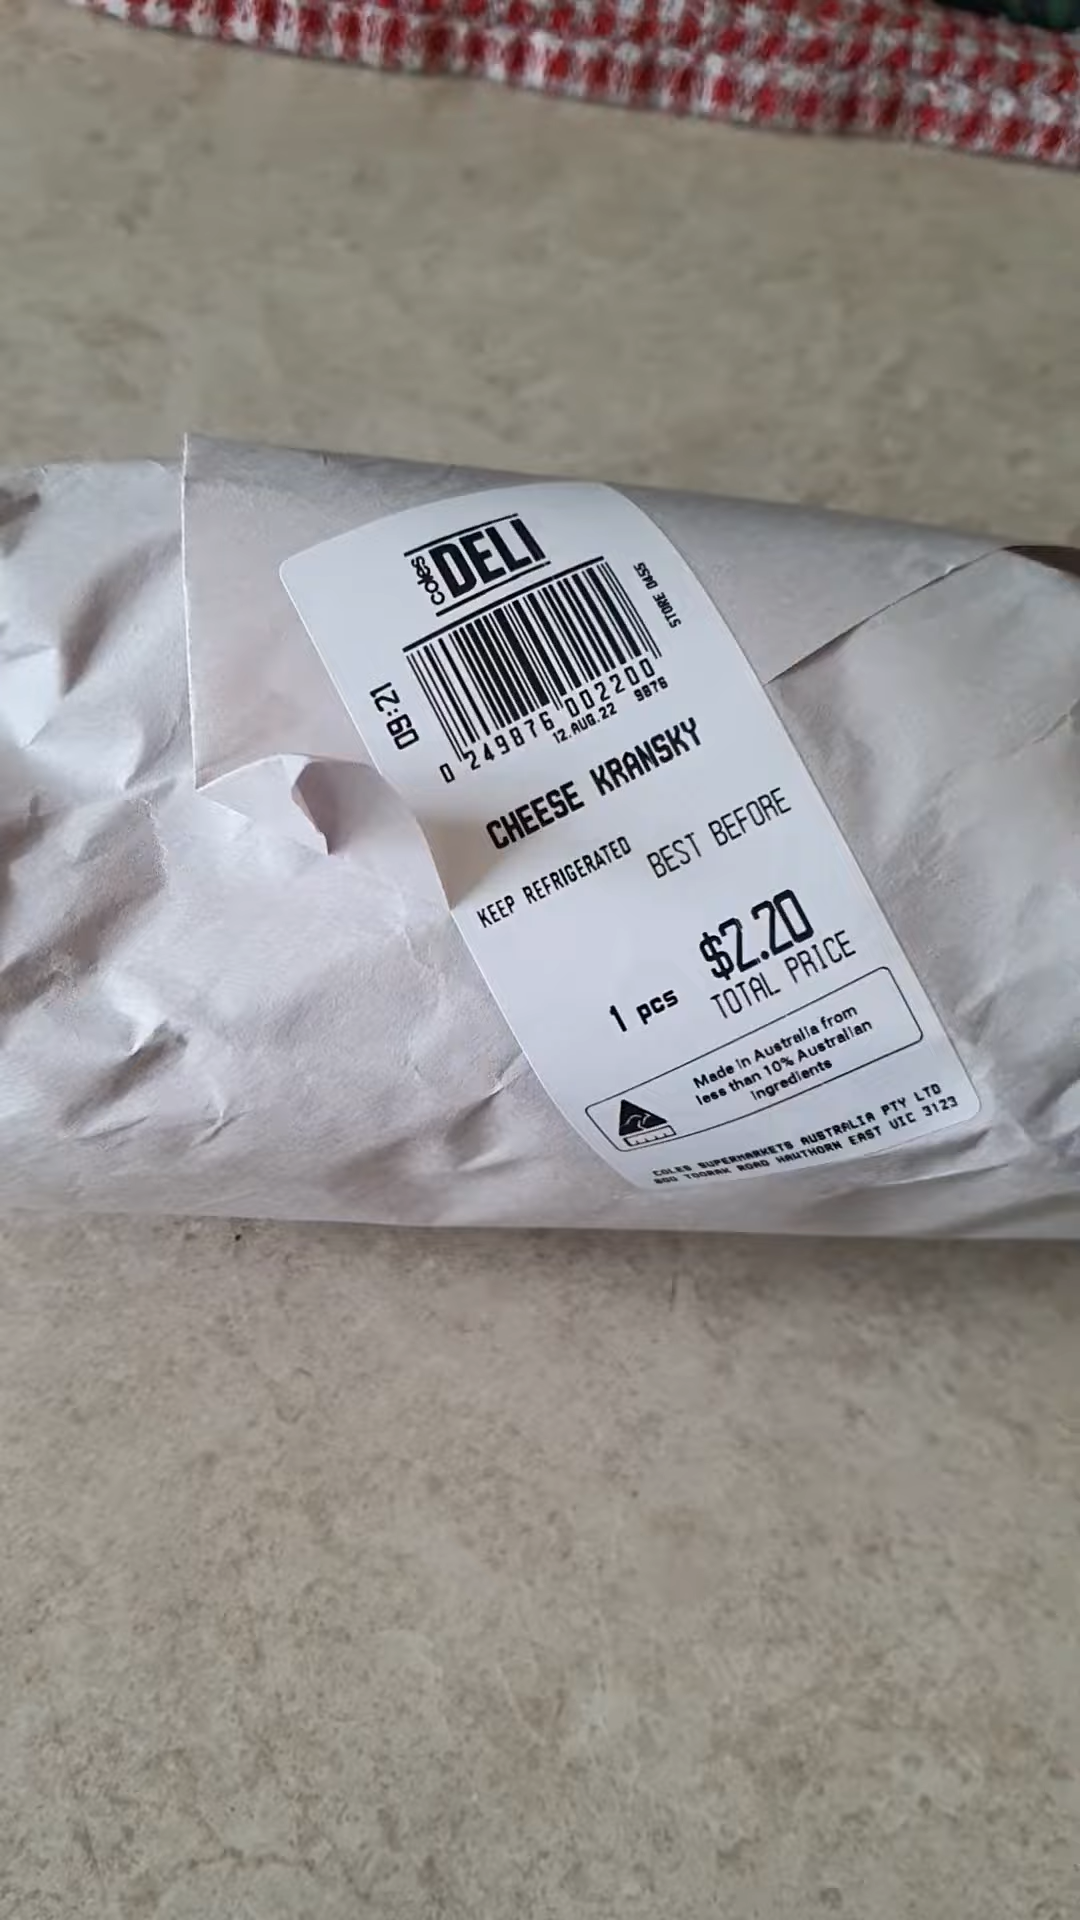 coles DELI
STORE 0455
09:21
0 249876 002200
12.AUG.22 9876
CHEESE KRANSKY
KEEP REFRIGERATED
BEST BEFORE
$2.20
1 pcs TOTAL PRICE
Made in Australia from
less than 10% Australian
ingredients
COLES SUPERMARKETS AUSTRALIA PTY LTD
800 TOORAK ROAD HAWTHORN EAST VIC 3123